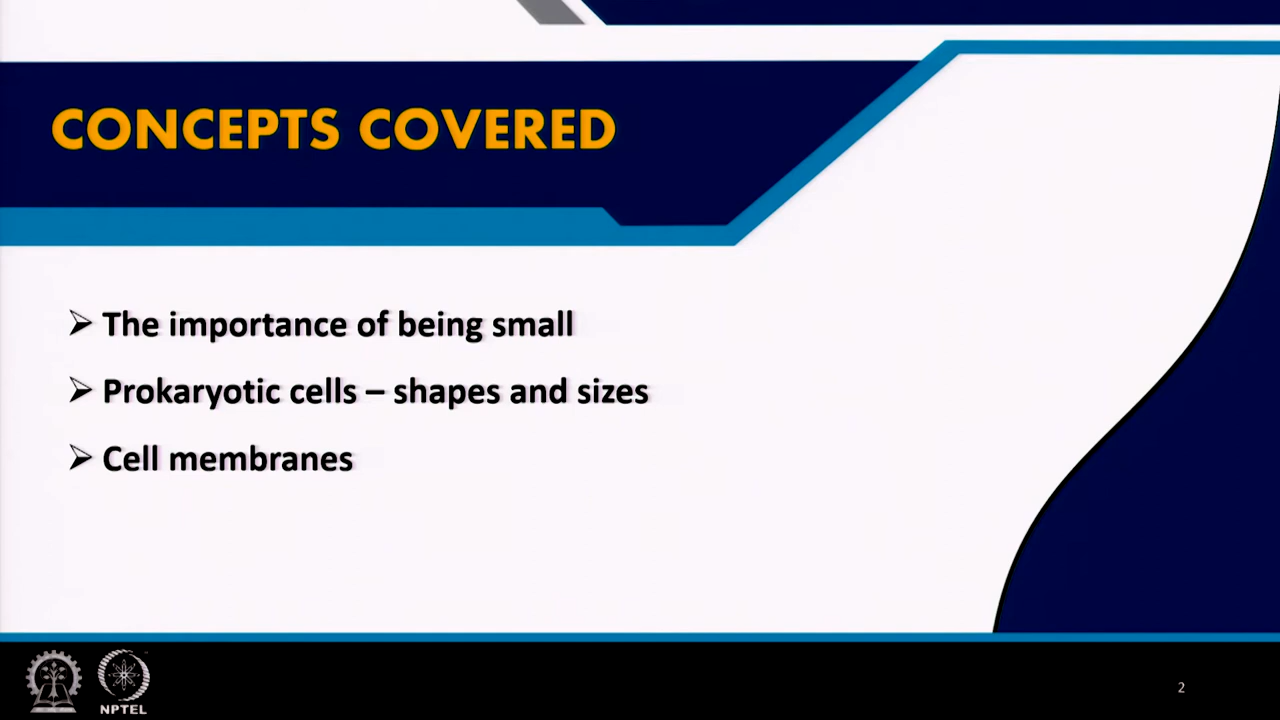 CONCEPTS COVERED
➢ The importance of being small
➢ Prokaryotic cells – shapes and sizes
➢ Cell membranes
NPTEL
2